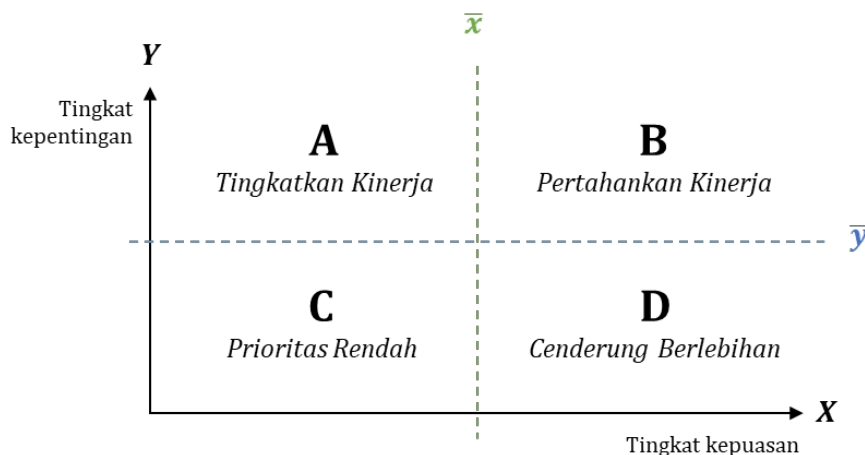 x̅
Y
Tingkat
kepentingan
A
Tingkatkan Kinerja
B
Pertahankan Kinerja
y̅
C
Prioritas Rendah
D
Cenderung Berlebihan
X
Tingkat kepuasan